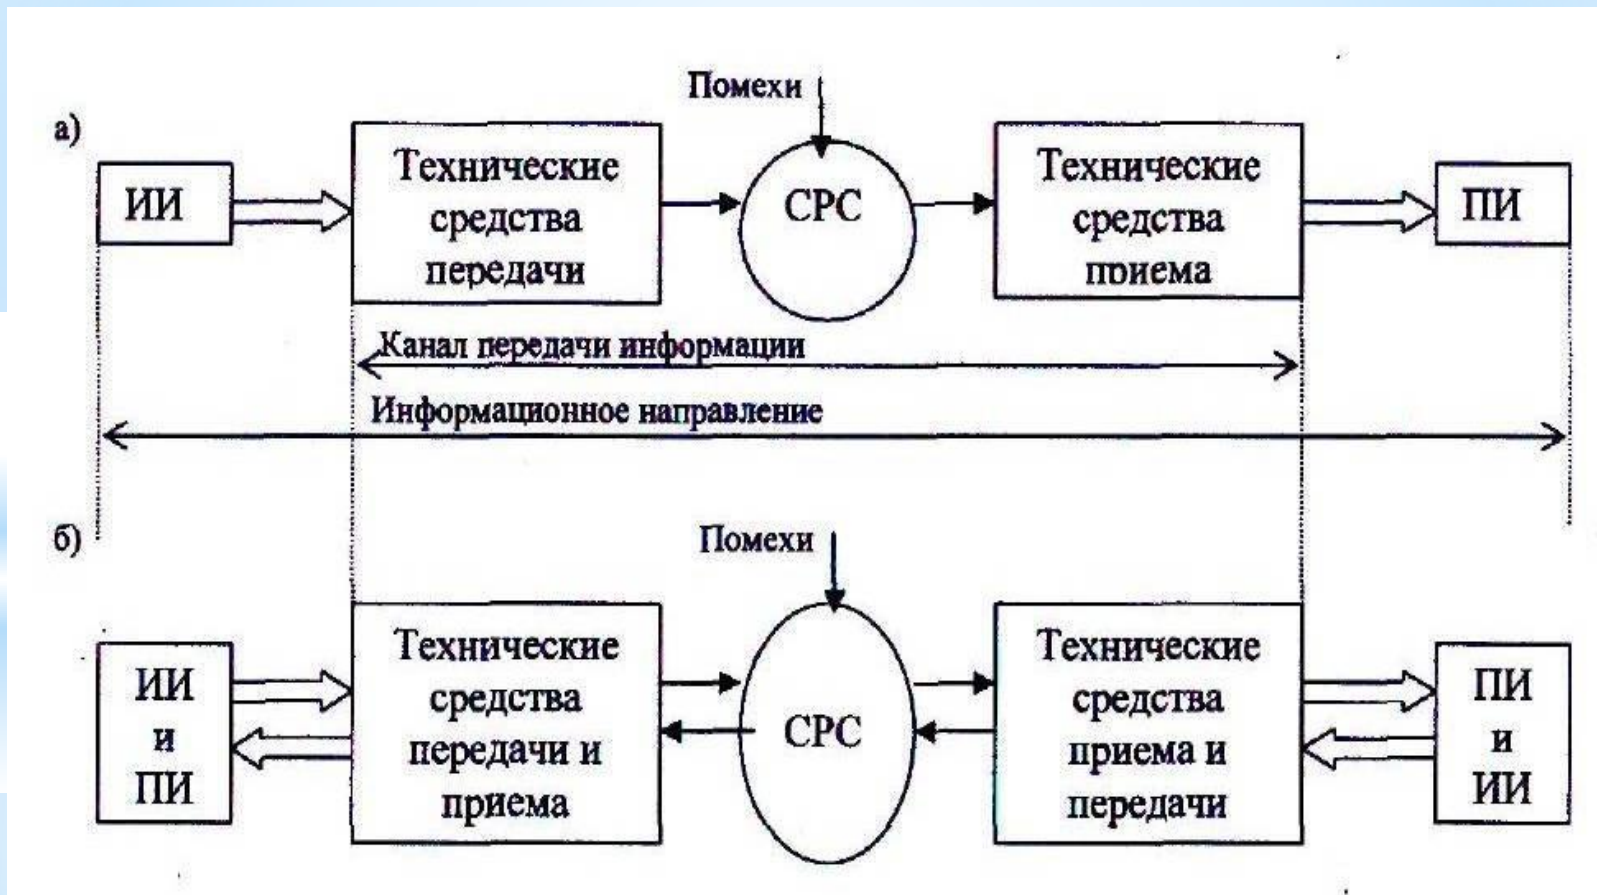 Помехи
а)
ИИ
Технические
средства
передачи
СРС
Технические
средства
приема
ПИ
Канал передачи информации
Информационное направление
б)
Помехи
ИИ
и
ПИ
Технические
средства
передачи и
приема
СРС
Технические
средства
приема и
передачи
ПИ
и
ИИ